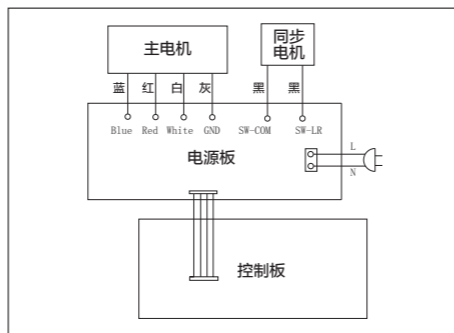 主电机
同步
电机
蓝 红 白 灰 黑 黑
Blue Red White GND SW-COM SW-LR
电源板
L
N
控制板